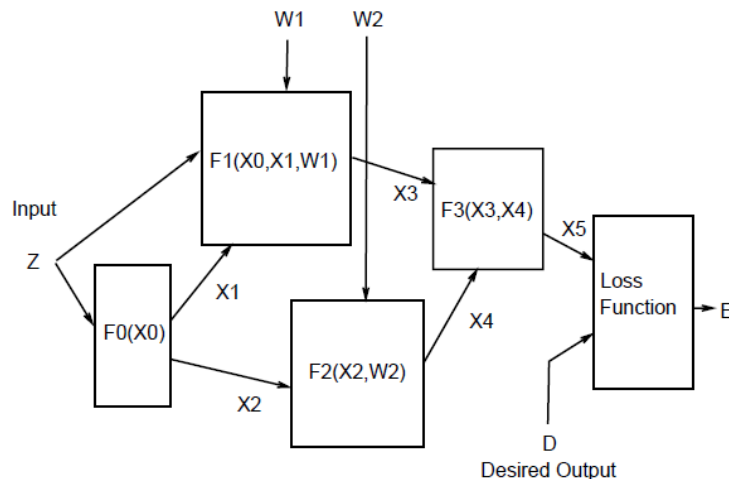 W1
W2
F1(X0,X1,W1)
X3
F3(X3,X4)
Input
X5
Z
X1
Loss
Function
E
F0(X0)
X4
F2(X2,W2)
X2
D
Desired Output